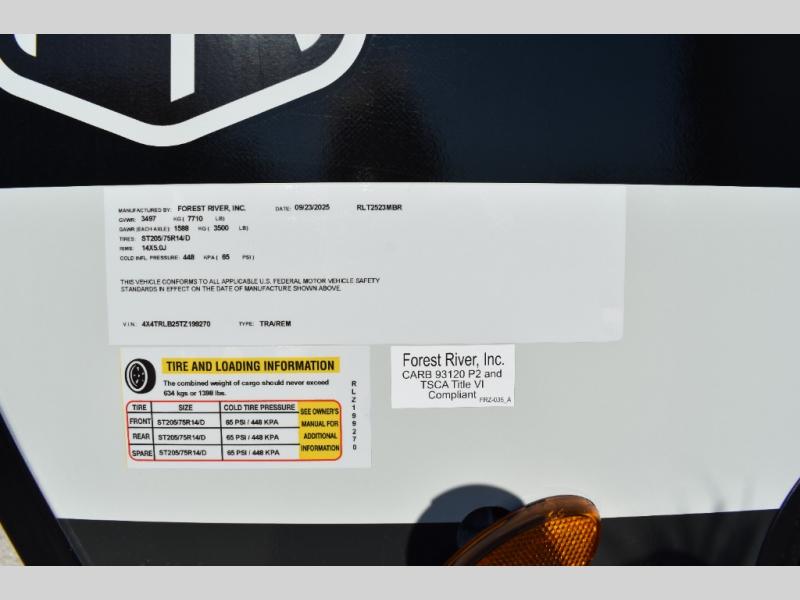 MANUFACTURED BY: FOREST RIVER, INC. DATE: 09/23/2025 RLT2523MBR
GVWR: 3497 KG ( 7710 LB)
GAWR (EACH AXLE): 1588 KG ( 3500 LB)
TIRES: ST205/75R14/D
RIMS: 14X5.0J
COLD INFL. PRESSURE: 448 KPA ( 65 PSI )
THIS VEHICLE CONFORMS TO ALL APPLICABLE U.S. FEDERAL MOTOR VEHICLE SAFETY
STANDARDS IN EFFECT ON THE DATE OF MANUFACTURE SHOWN ABOVE.
V.I.N.: 4X4TRLB25TZ199270 TYPE: TRA/REM
TIRE AND LOADING INFORMATION
The combined weight of cargo should never exceed
634 kgs or 1398 lbs.
TIRE SIZE COLD TIRE PRESSURE
FRONT ST205/75R14/D 65 PSI / 448 KPA
REAR ST205/75R14/D 65 PSI / 448 KPA
SPARE ST205/75R14/D 65 PSI / 448 KPA
SEE OWNER'S
MANUAL FOR
ADDITIONAL
INFORMATION
RLZ199270
Forest River, Inc.
CARB 93120 P2 and
TSCA Title VI
Compliant
FRZ-035_A